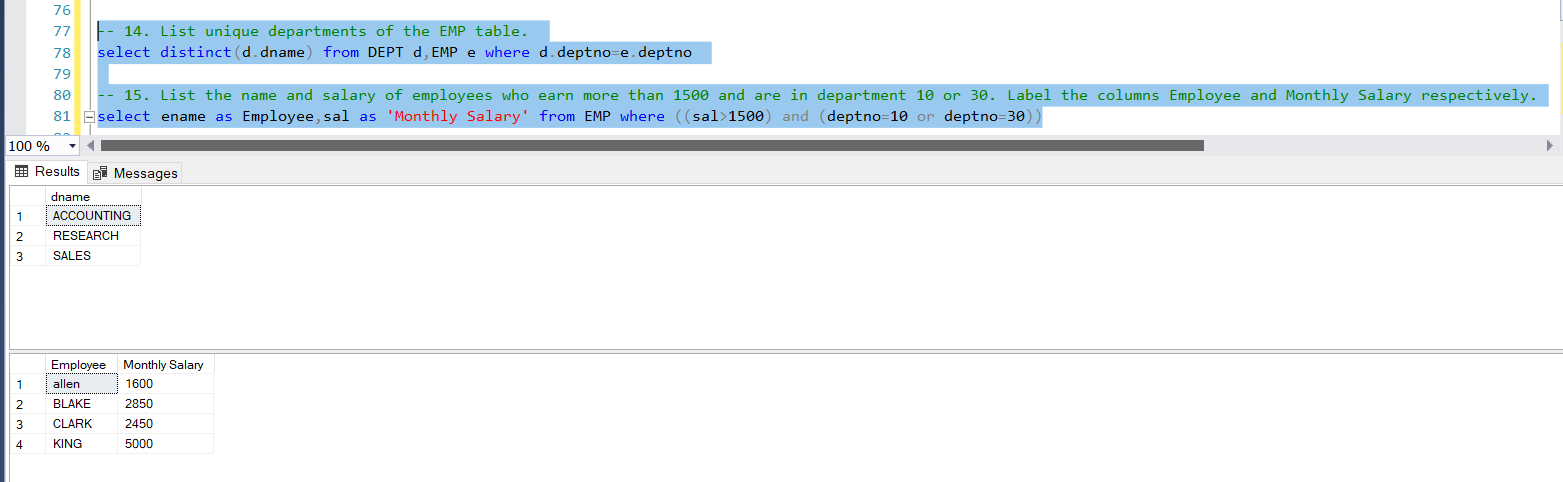 76
77 -- 14. List unique departments of the EMP table.
78 select distinct(d.dname) from DEPT d,EMP e where d.deptno=e.deptno
79
80 -- 15. List the name and salary of employees who earn more than 1500 and are in department 10 or 30. Label the columns Employee and Monthly Salary respectively.
81 select ename as Employee,sal as 'Monthly Salary' from EMP where ((sal>1500) and (deptno=10 or deptno=30))
100 %
Results Messages
dname
1 ACCOUNTING
2 RESEARCH
3 SALES
Employee Monthly Salary
1 allen 1600
2 BLAKE 2850
3 CLARK 2450
4 KING 5000